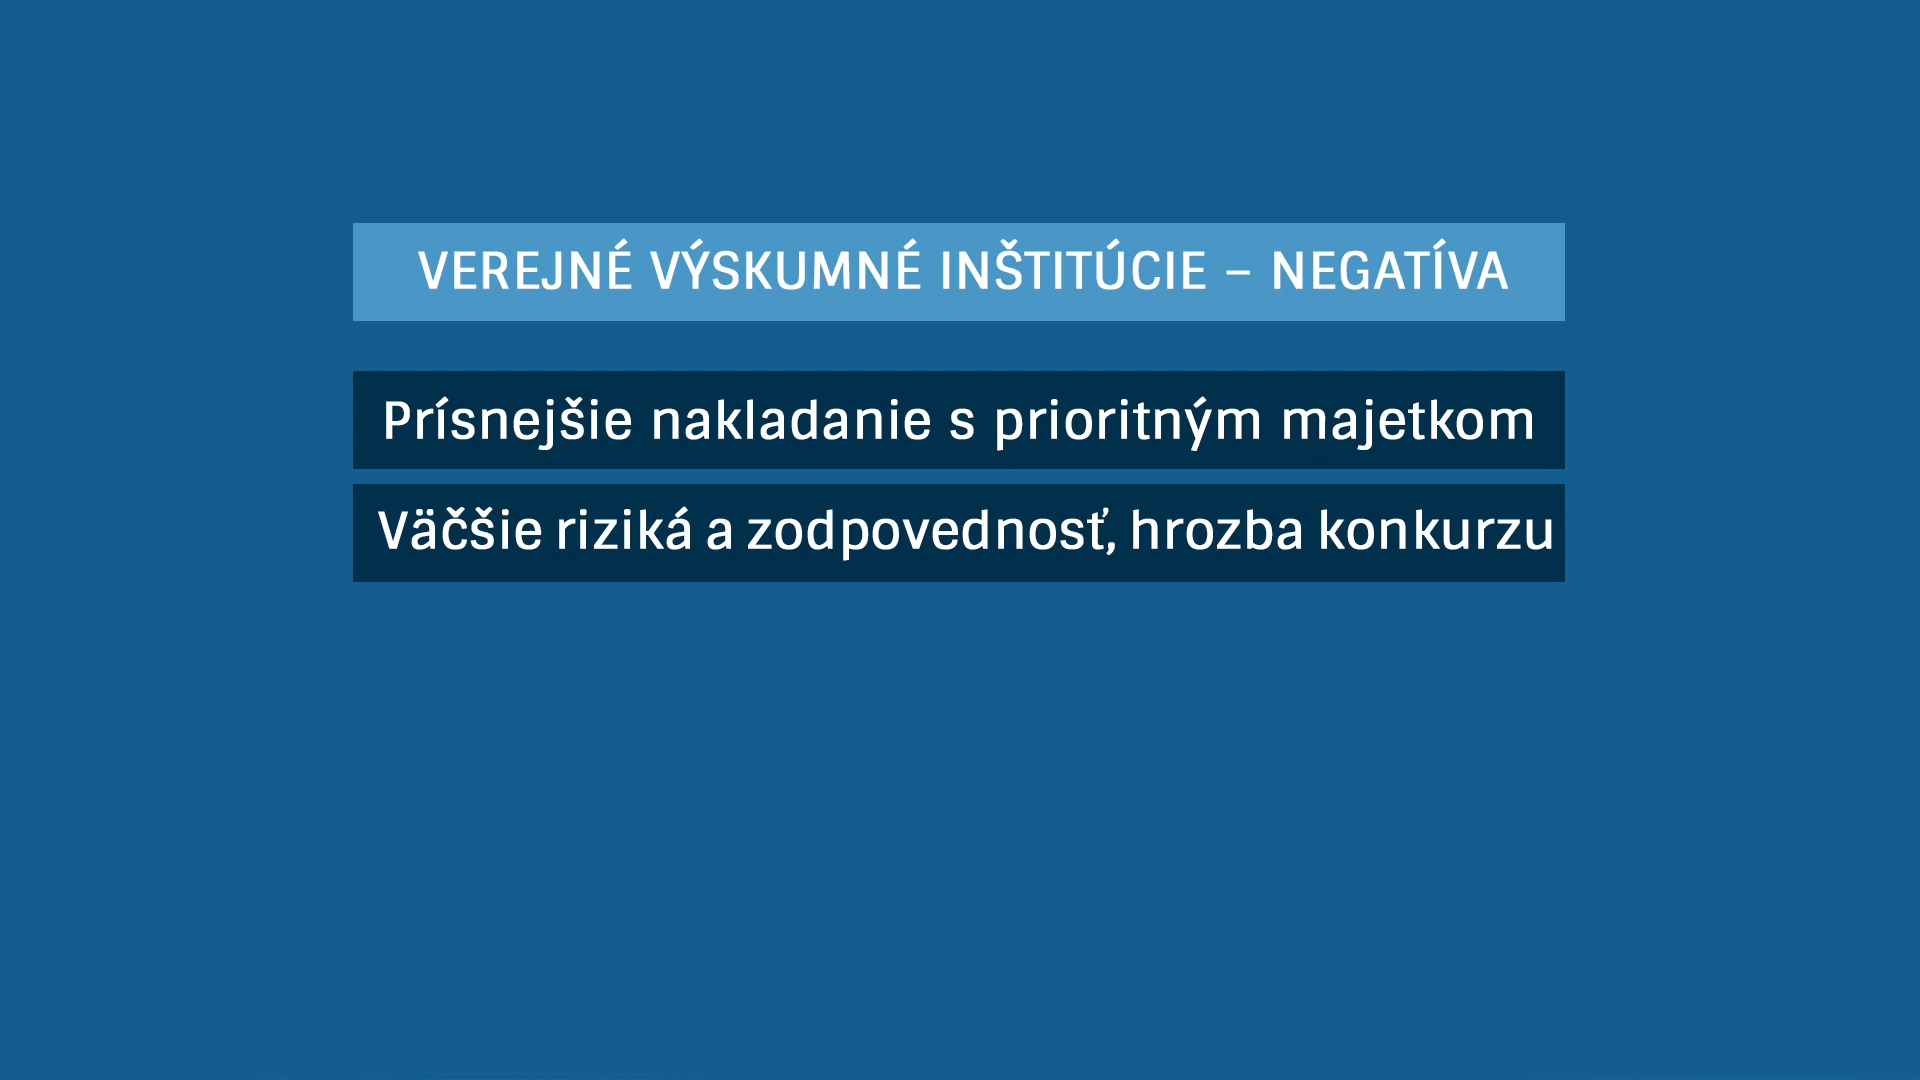 VEREJNÉ VÝSKUMNÉ INŠTITÚCIE – NEGATÍVA
Prísnejšie nakladanie s prioritným majetkom
Väčšie riziká a zodpovednosť, hrozba konkurzu